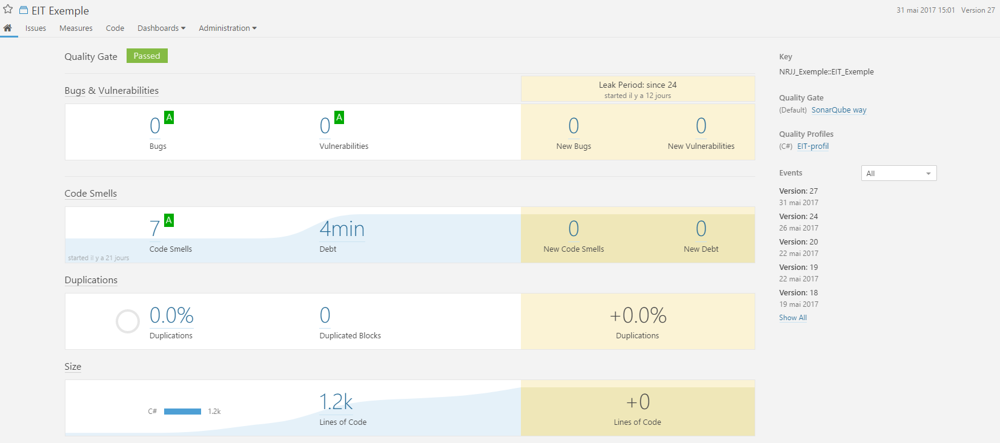 EIT Exemple
31 mai 2017 15:01 Version 27
Issues Measures Code Dashboards Administration
Quality Gate Passed
Leak Period: since 24
started il y a 12 jours
Bugs & Vulnerabilities
0 A
Bugs
0 A
Vulnerabilities
0
New Bugs
0
New Vulnerabilities
Code Smells
7 A
Code Smells
4min
Debt
0
New Code Smells
0
New Debt
started il y a 21 jours
Duplications
0.0%
Duplications
0
Duplicated Blocks
+0.0%
Duplications
Size
C# 1.2k
1.2k
Lines of Code
+0
Lines of Code
Key
NRJJ_Exemple::EIT_Exemple
Quality Gate
(Default) SonarQube way
Quality Profiles
(C#) EIT-profil
Events All
Version: 27
31 mai 2017
Version: 24
26 mai 2017
Version: 20
22 mai 2017
Version: 19
22 mai 2017
Version: 18
19 mai 2017
Show All